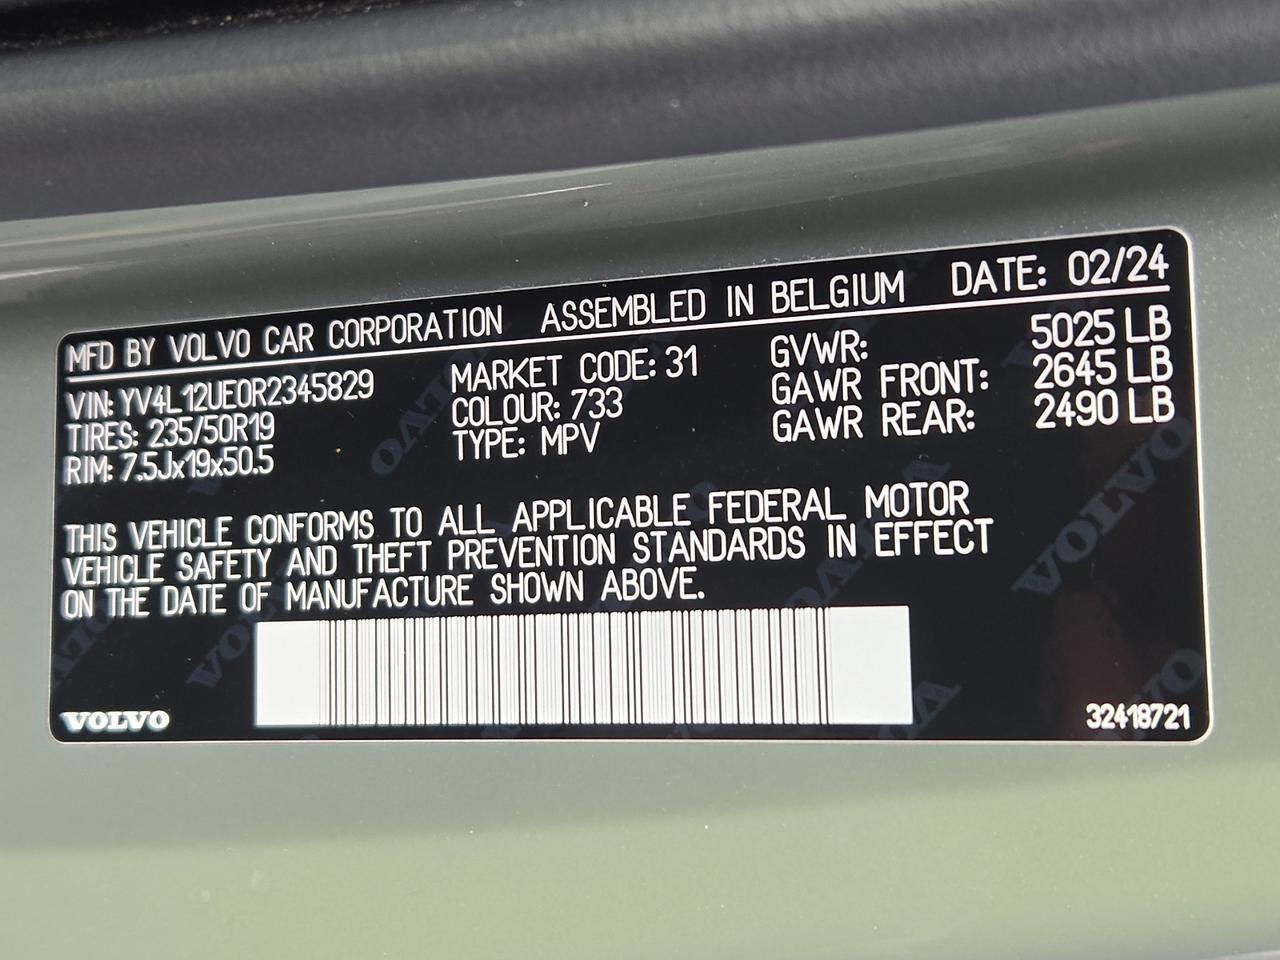 MFD BY VOLVO CAR CORPORATION ASSEMBLED IN BELGIUM DATE: 02/24
VIN: YV4L12UE0R2345829 MARKET CODE: 31 GVWR: 5025 LB
TIRES: 235/50R19 COLOUR: 733 GAWR FRONT: 2645 LB
RIM: 7.5Jx19x50.5 TYPE: MPV GAWR REAR: 2490 LB
THIS VEHICLE CONFORMS TO ALL APPLICABLE FEDERAL MOTOR
VEHICLE SAFETY AND THEFT PREVENTION STANDARDS IN EFFECT
ON THE DATE OF MANUFACTURE SHOWN ABOVE.
VOLVO 32418721